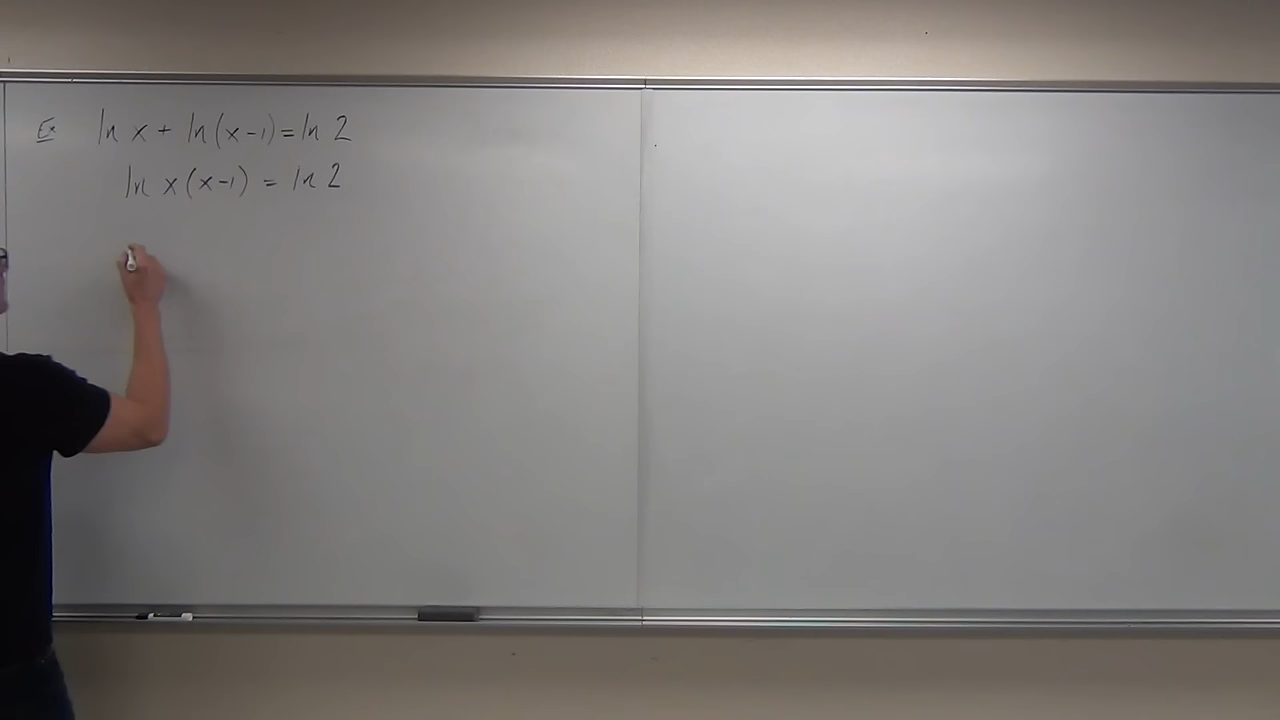 Ex ln x + ln(x-1) = ln 2
ln x(x-1) = ln 2